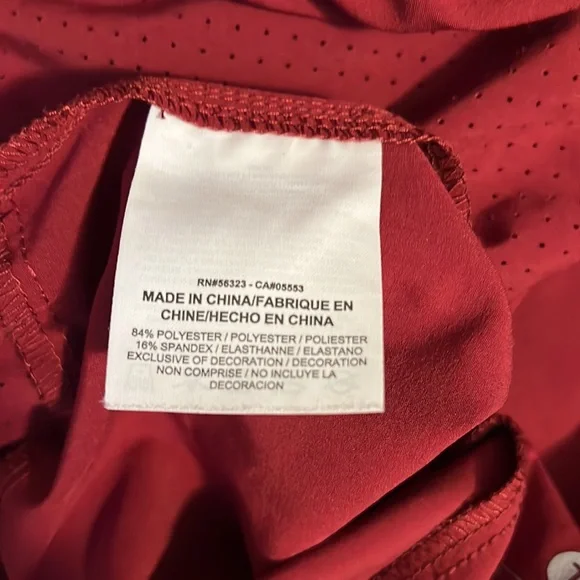 RN#56323 - CA#05553
MADE IN CHINA/FABRIQUE EN
CHINE/HECHO EN CHINA
84% POLYESTER / POLYESTER / POLIESTER
16% SPANDEX / ELASTHANNE / ELASTANO
EXCLUSIVE OF DECORATION / DECORATION
NON COMPRISE / NO INCLUYE LA
DECORACION